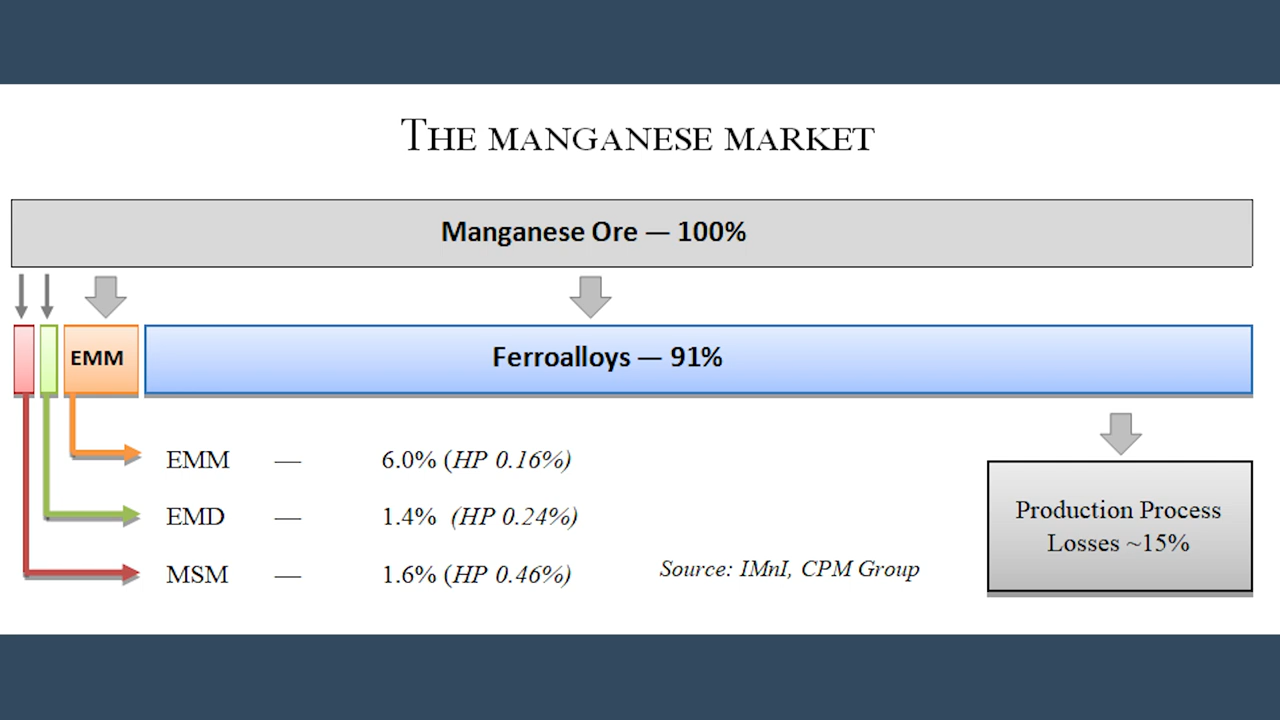 The manganese market
Manganese Ore — 100%
EMM
Ferroalloys — 91%
EMM — 6.0% (HP 0.16%)
EMD — 1.4% (HP 0.24%)
MSM — 1.6% (HP 0.46%)
Production Process
Losses ~15%
Source: IMnI, CPM Group